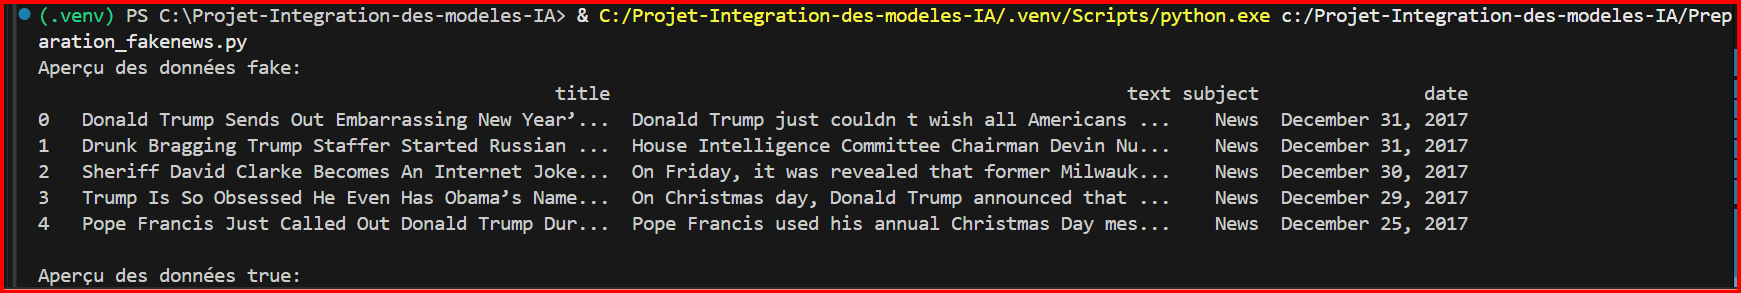 (.venv) PS C:\Projet-Integration-des-modeles-IA> & C:/Projet-Integration-des-modeles-IA/.venv/Scripts/python.exe c:/Projet-Integration-des-modeles-IA/Prep
aration_fakenews.py
Aperçu des données fake:
title text subject date
0 Donald Trump Sends Out Embarrassing New Year’... Donald Trump just couldn t wish all Americans ... News December 31, 2017
1 Drunk Bragging Trump Staffer Started Russian ... House Intelligence Committee Chairman Devin Nu... News December 31, 2017
2 Sheriff David Clarke Becomes An Internet Joke... On Friday, it was revealed that former Milwauk... News December 30, 2017
3 Trump Is So Obsessed He Even Has Obama’s Name... On Christmas day, Donald Trump announced that ... News December 29, 2017
4 Pope Francis Just Called Out Donald Trump Dur... Pope Francis used his annual Christmas Day mes... News December 25, 2017
Aperçu des données true: